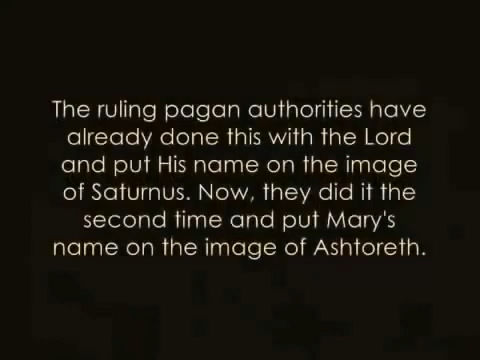 The ruling pagan authorities have
already done this with the Lord
and put His name on the image
of Saturnus. Now, they did it the
second time and put Mary's
name on the image of Ashtoreth.